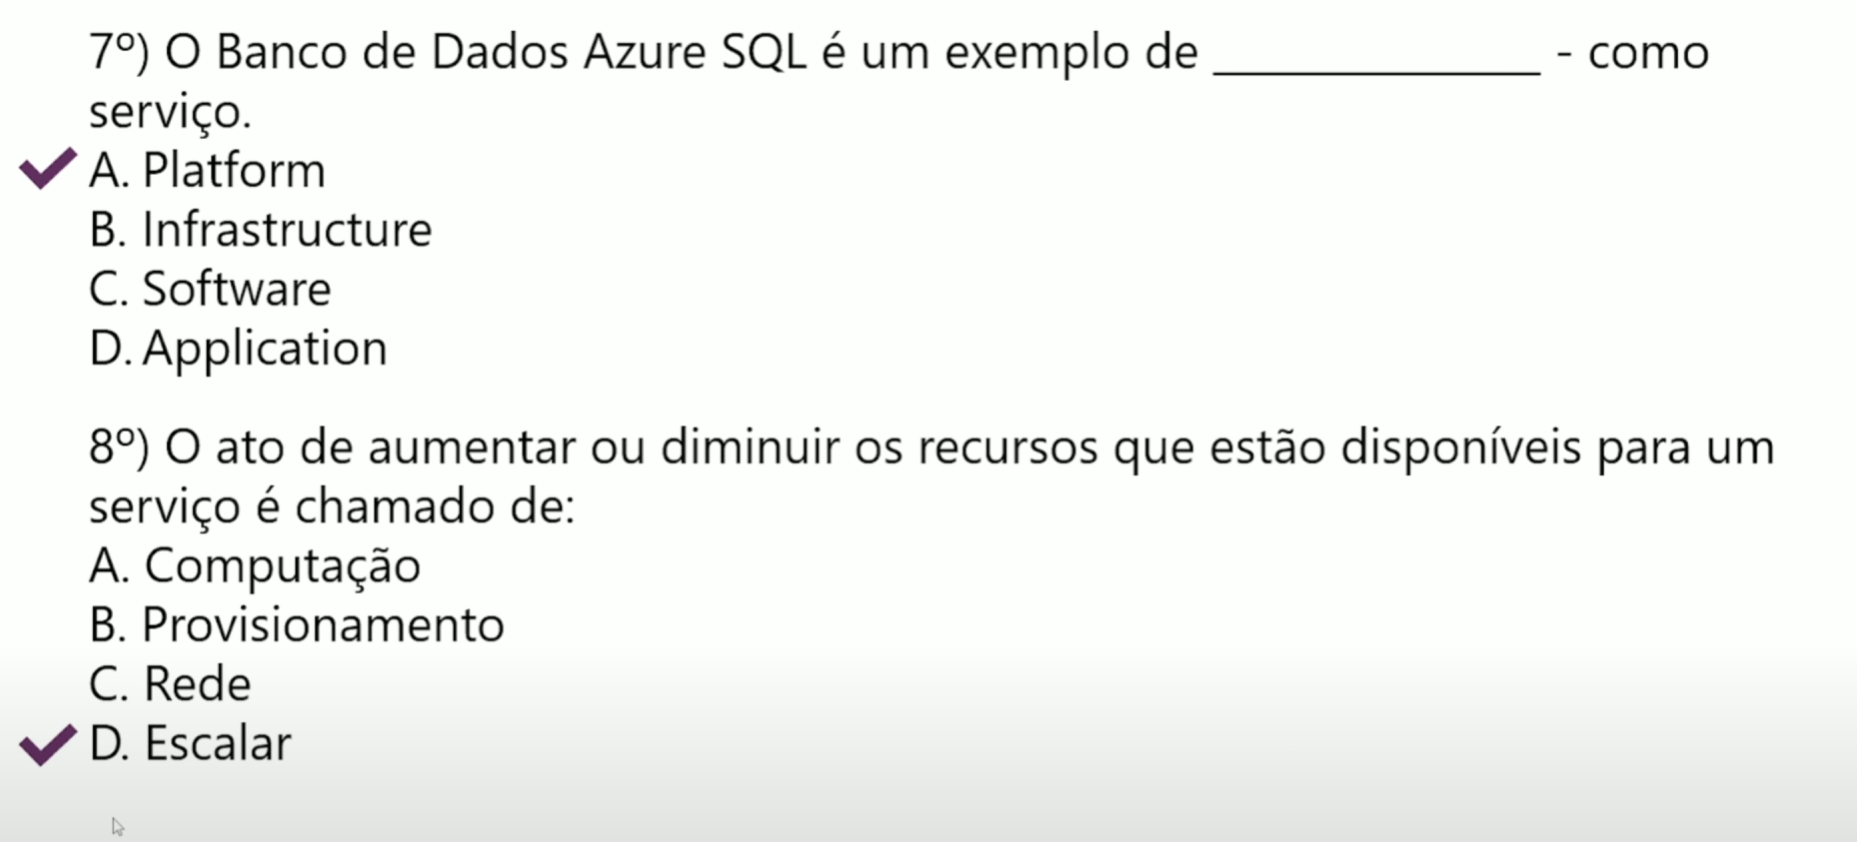 7º) O Banco de Dados Azure SQL é um exemplo de ______________ - como
serviço.
A. Platform
B. Infrastructure
C. Software
D. Application
8º) O ato de aumentar ou diminuir os recursos que estão disponíveis para um
serviço é chamado de:
A. Computação
B. Provisionamento
C. Rede
D. Escalar